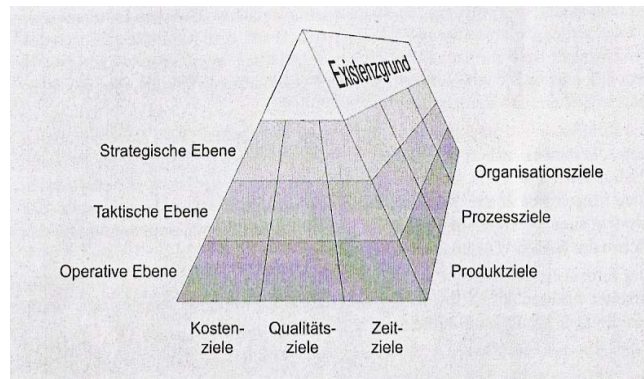 Existenzgrund
Strategische Ebene
Taktische Ebene
Operative Ebene
Organisationsziele
Prozessziele
Produktziele
Kosten-
ziele
Qualitäts-
ziele
Zeit-
ziele